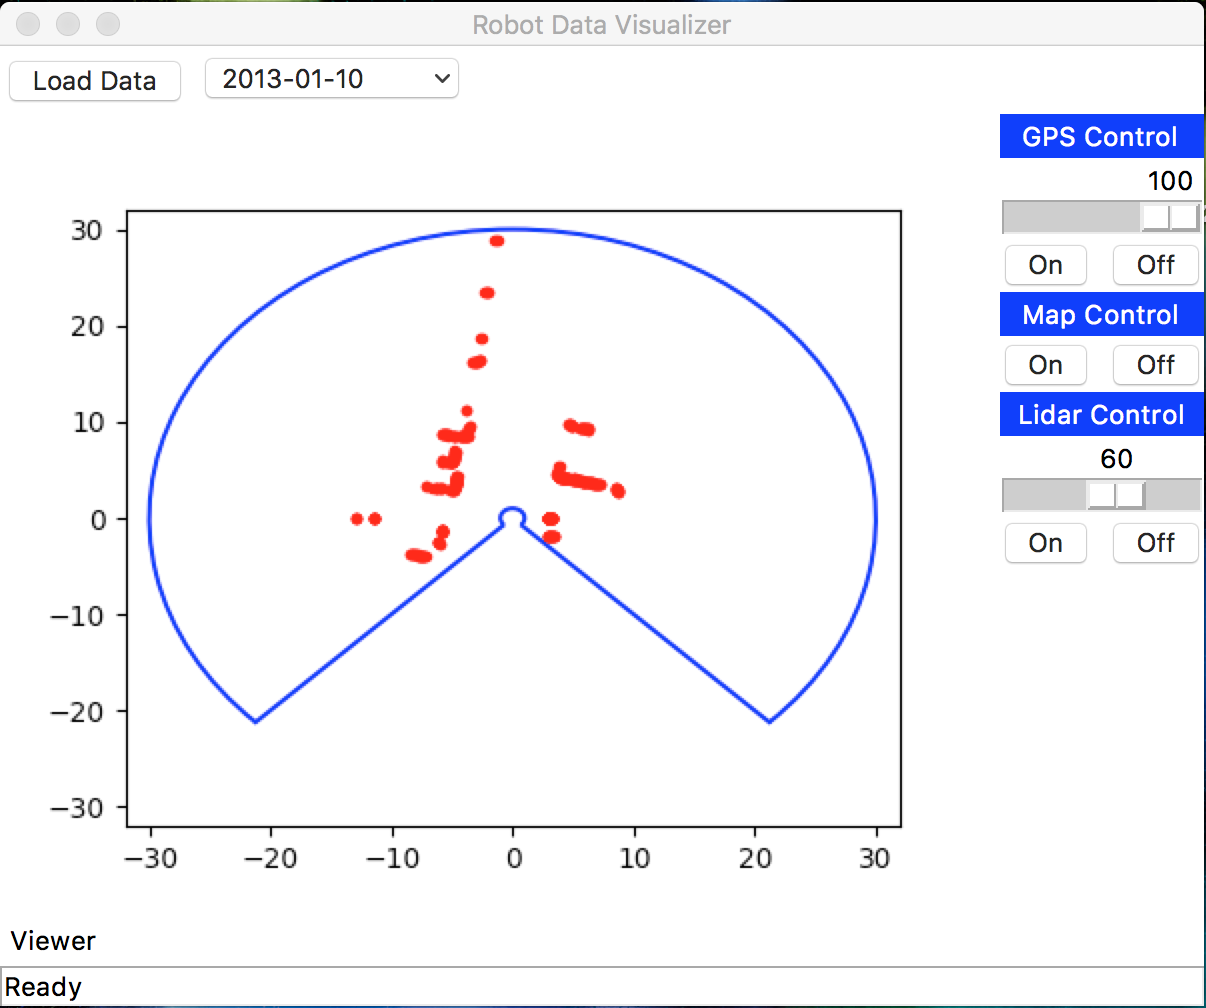 Robot Data Visualizer
Load Data 2013-01-10
GPS Control
100
On Off
Map Control
On Off
Lidar Control
60
On Off
30
20
10
0
−10
−20
−30
−30 −20 −10 0 10 20 30
Viewer
Ready